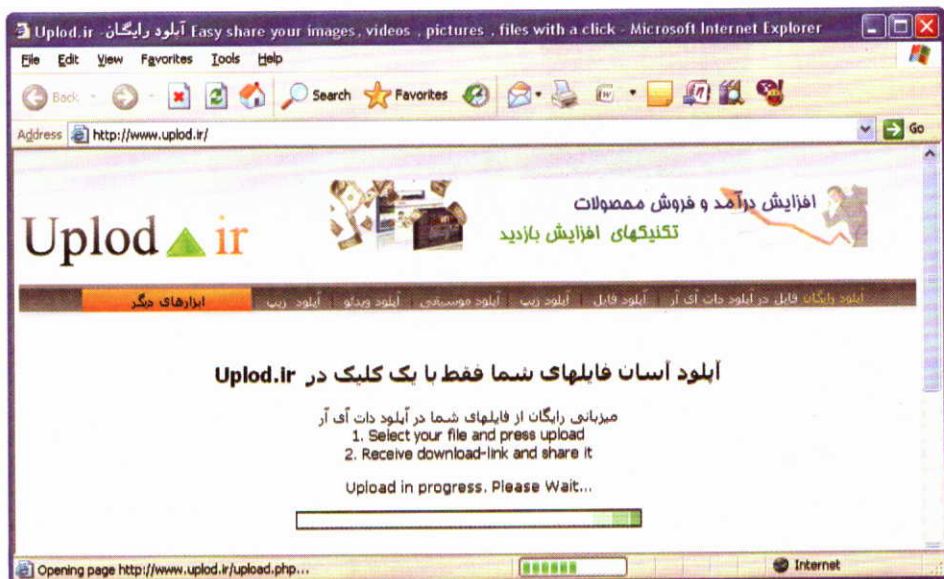 Uplod.ir - آپلود رایگان Easy share your images, videos , pictures , files with a click - Microsoft Internet Explorer
File Edit View Favorites Tools Help
Back Search Favorites
Address http://www.uplod.ir/ Go
افزایش درآمد و فروش محصولات
تکنیکهای افزایش بازدید
Uplod ir
آپلود رایگان فایل در آپلود دات آی آر | آپلود فایل | آپلود زیپ | آپلود موسیقی | آپلود ویدئو | آپلود زیپ ابزارهای دیگر
آپلود آسان فایلهای شما فقط با یک کلیک در Uplod.ir
میزبانی رایگان از فایلهای شما در آپلود دات آی آر
1. Select your file and press upload
2. Receive download-link and share it
Upload in progress. Please Wait...
Opening page http://www.uplod.ir/upload.php... Internet